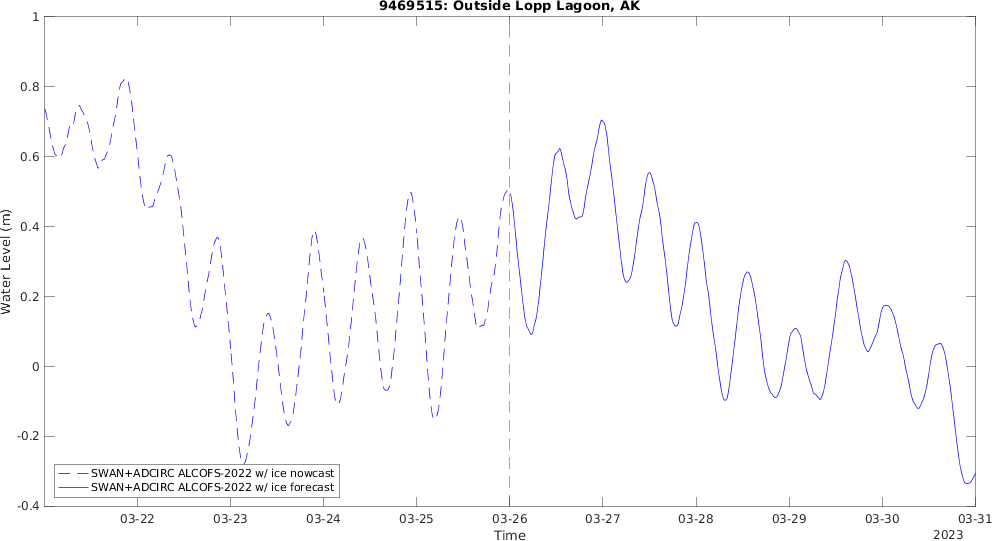 9469515: Outside Lopp Lagoon, AK
1
0.8
0.6
0.4
0.2
0
-0.2
-0.4
Water Level (m)
SWAN+ADCIRC ALCOFS-2022 w/ ice nowcast
SWAN+ADCIRC ALCOFS-2022 w/ ice forecast
03-22 03-23 03-24 03-25 03-26 03-27 03-28 03-29 03-30 03-31
Time
2023